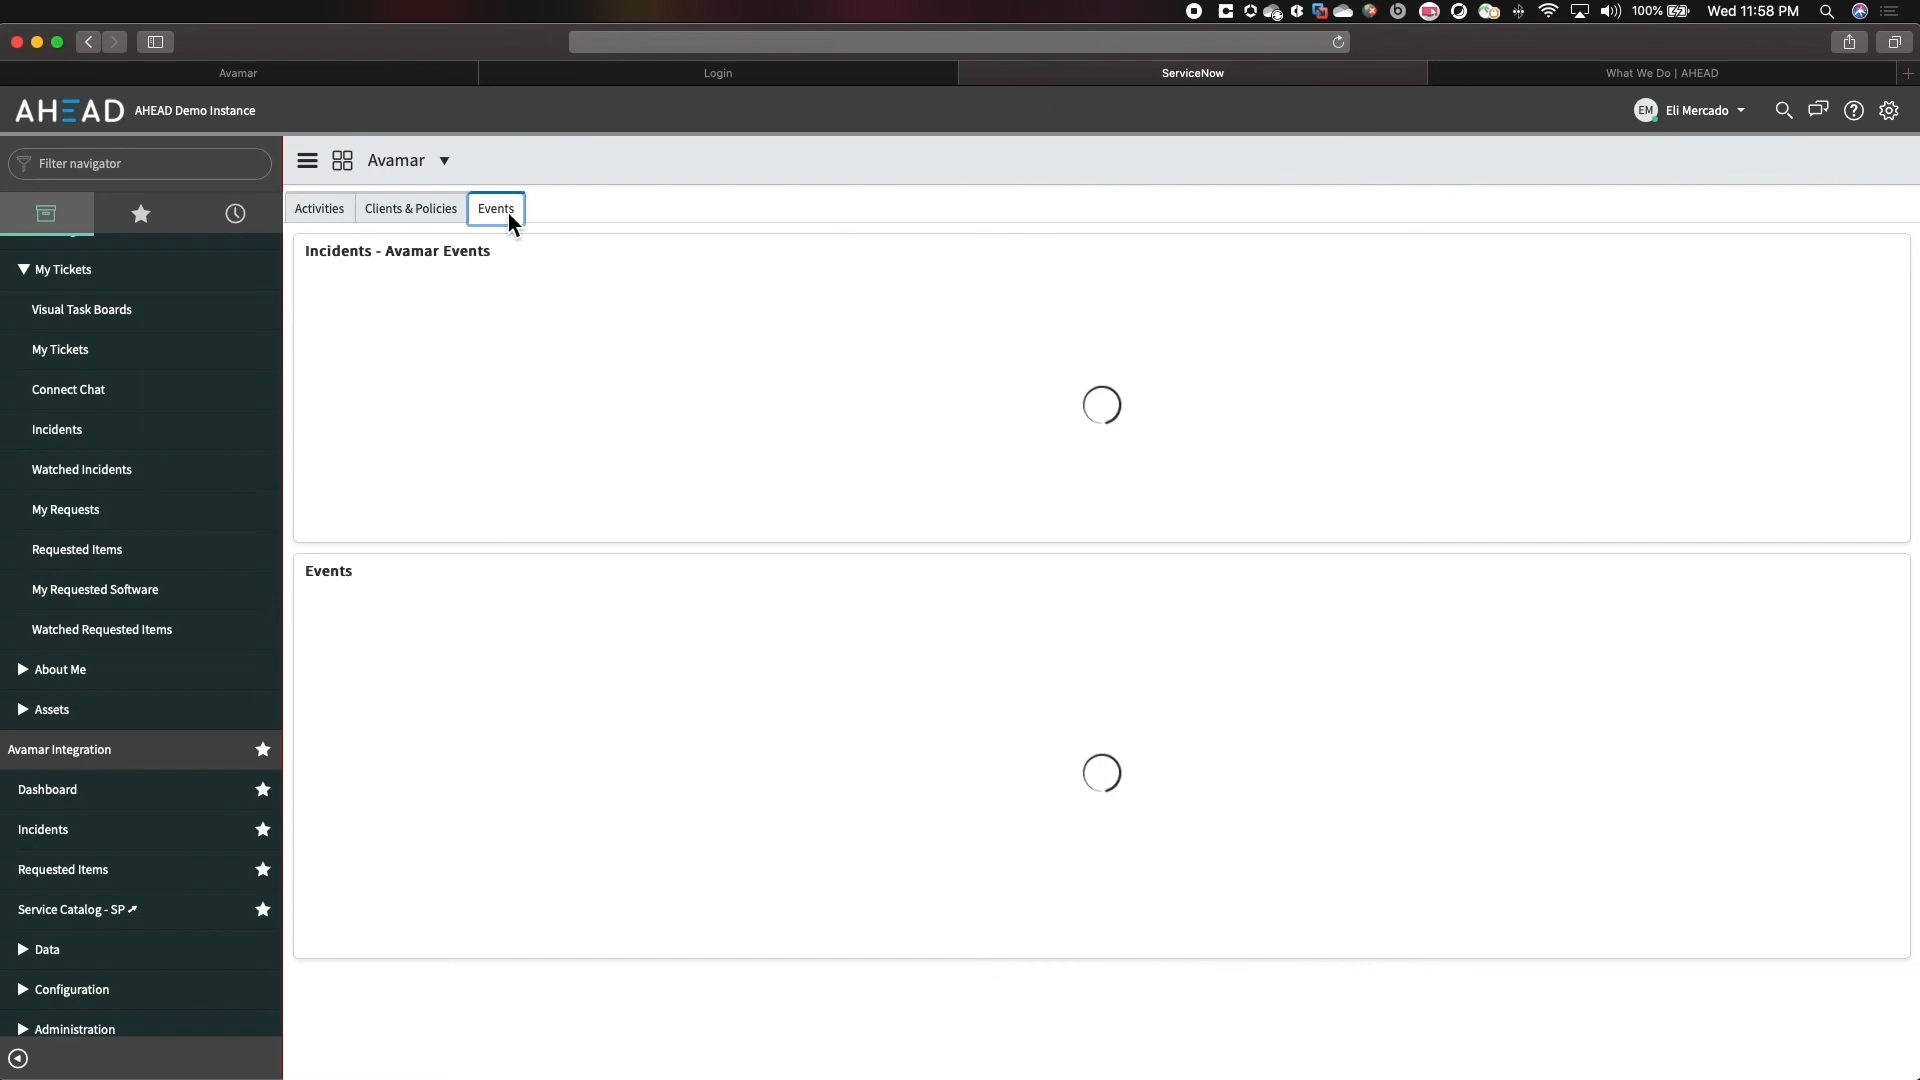 100% Wed 11:58 PM
Avamar
Login
ServiceNow
What We Do | AHEAD
AHEAD AHEAD Demo Instance
EM Eli Mercado
Filter navigator
Avamar
Activities
Clients & Policies
Events
My Tickets
Visual Task Boards
My Tickets
Connect Chat
Incidents
Watched Incidents
My Requests
Requested Items
My Requested Software
Watched Requested Items
About Me
Assets
Avamar Integration
Dashboard
Incidents
Requested Items
Service Catalog - SP
Data
Configuration
Administration
Incidents - Avamar Events
Events